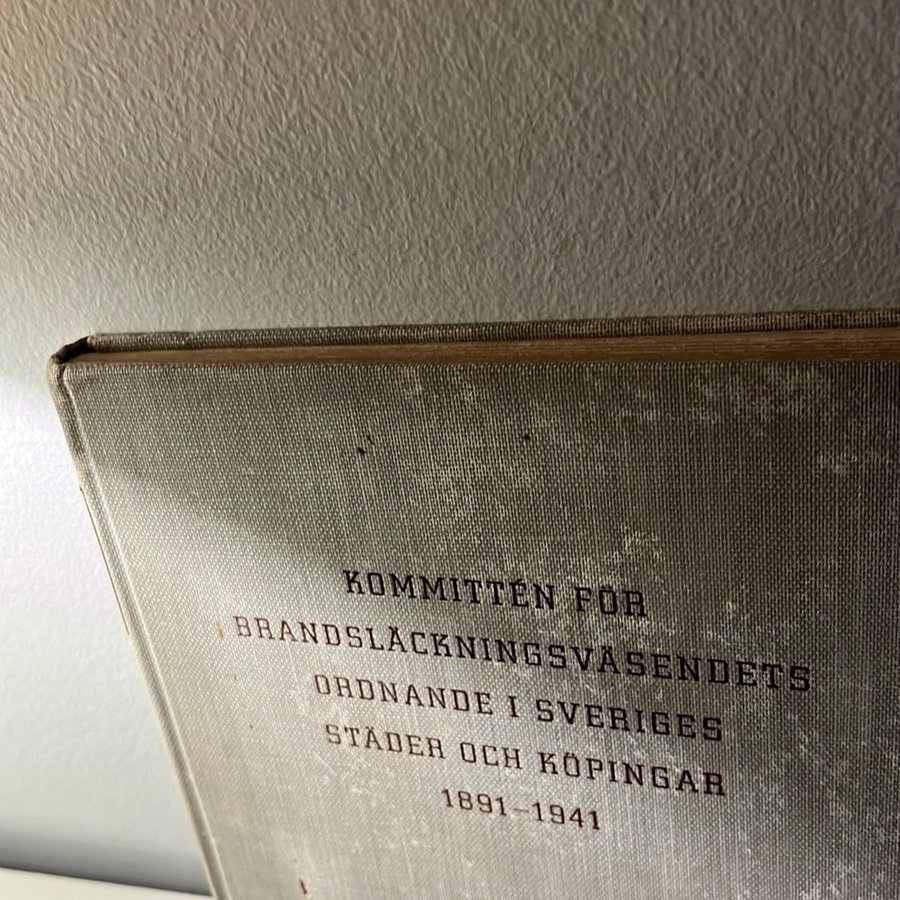 KOMMITTÉN FÖR
BRANDSLÄCKNINGSVÄSENDETS
ORDNANDE I SVERIGES
STÄDER OCH KÖPINGAR
1891–1941